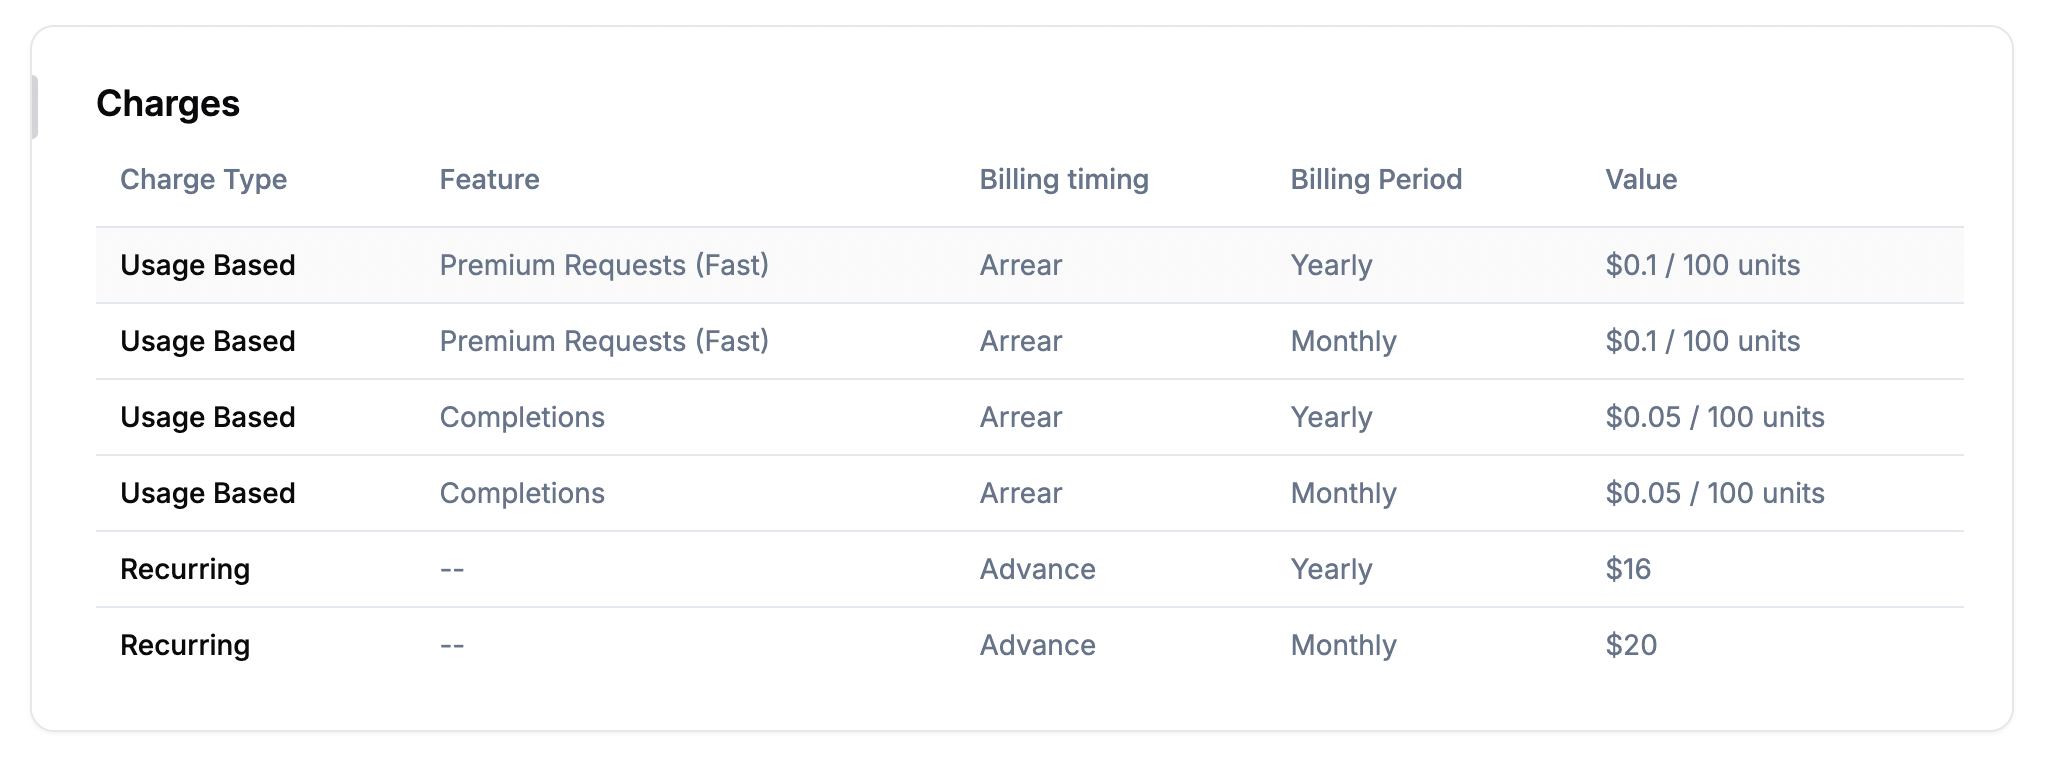 Charges
Charge Type Feature Billing timing Billing Period Value
Usage Based Premium Requests (Fast) Arrear Yearly $0.1 / 100 units
Usage Based Premium Requests (Fast) Arrear Monthly $0.1 / 100 units
Usage Based Completions Arrear Yearly $0.05 / 100 units
Usage Based Completions Arrear Monthly $0.05 / 100 units
Recurring -- Advance Yearly $16
Recurring -- Advance Monthly $20